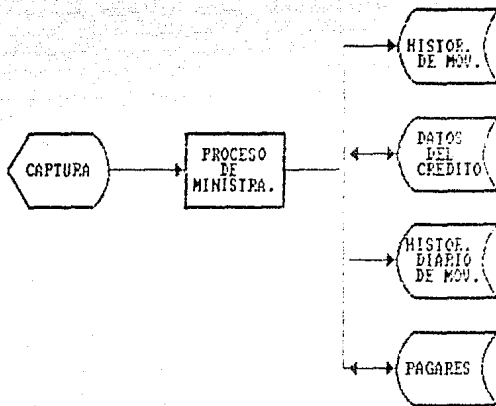 CAPTURA
PROCESO
DE
MINISTRA.
HISTOR.
DE MOV.
DATOS
DEL
CREDITO
HISTOR.
DIARIO
DE MOV.
PAGARES